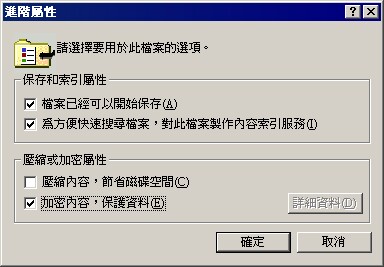 進階屬性
請選擇要用於此檔案的選項。
保存和索引屬性
檔案已經可以開始保存(A)
爲方便快速搜尋檔案，對此檔案製作內容索引服務(I)
壓縮或加密屬性
壓縮內容，節省磁碟空間(C)
加密內容，保護資料(E)
詳細資料(D)
確定
取消